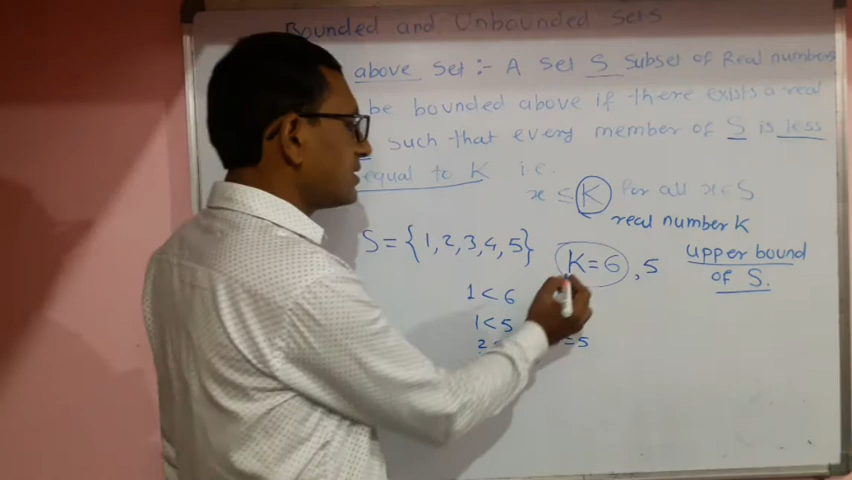 Bounded and Unbounded Sets
above Set :- A Set S Subset of Real numbers
be bounded above if there exists a real
such that every member of S is less
equal to K i.e.
x ≤ K for all x∈S
real number K
S = {1,2,3,4,5} K=6, 5 upper bound
of S.
1 < 6
1 < 5
2 =5